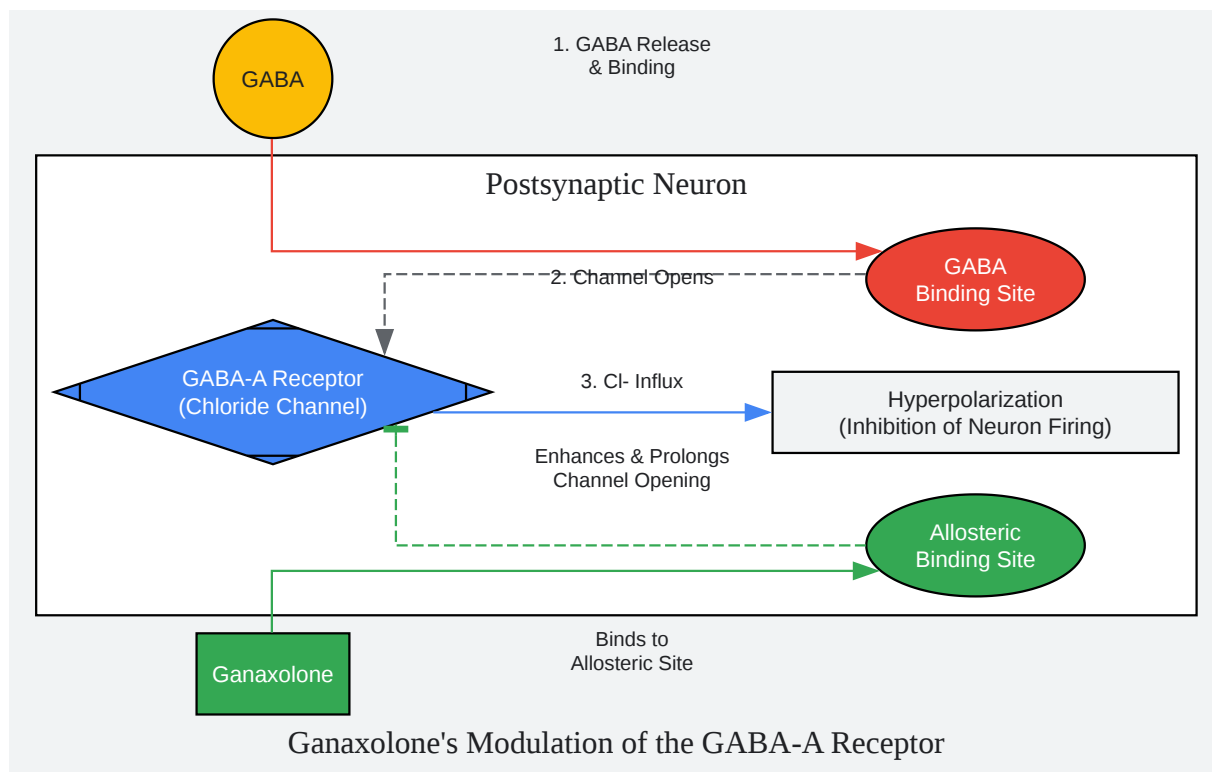 GABA
1. GABA Release
& Binding
Postsynaptic Neuron
GABA
Binding Site
2. Channel Opens
GABA-A Receptor
(Chloride Channel)
3. Cl- Influx
Hyperpolarization
(Inhibition of Neuron Firing)
Enhances & Prolongs
Channel Opening
Allosteric
Binding Site
Binds to
Allosteric Site
Ganaxolone
Ganaxolone's Modulation of the GABA-A Receptor